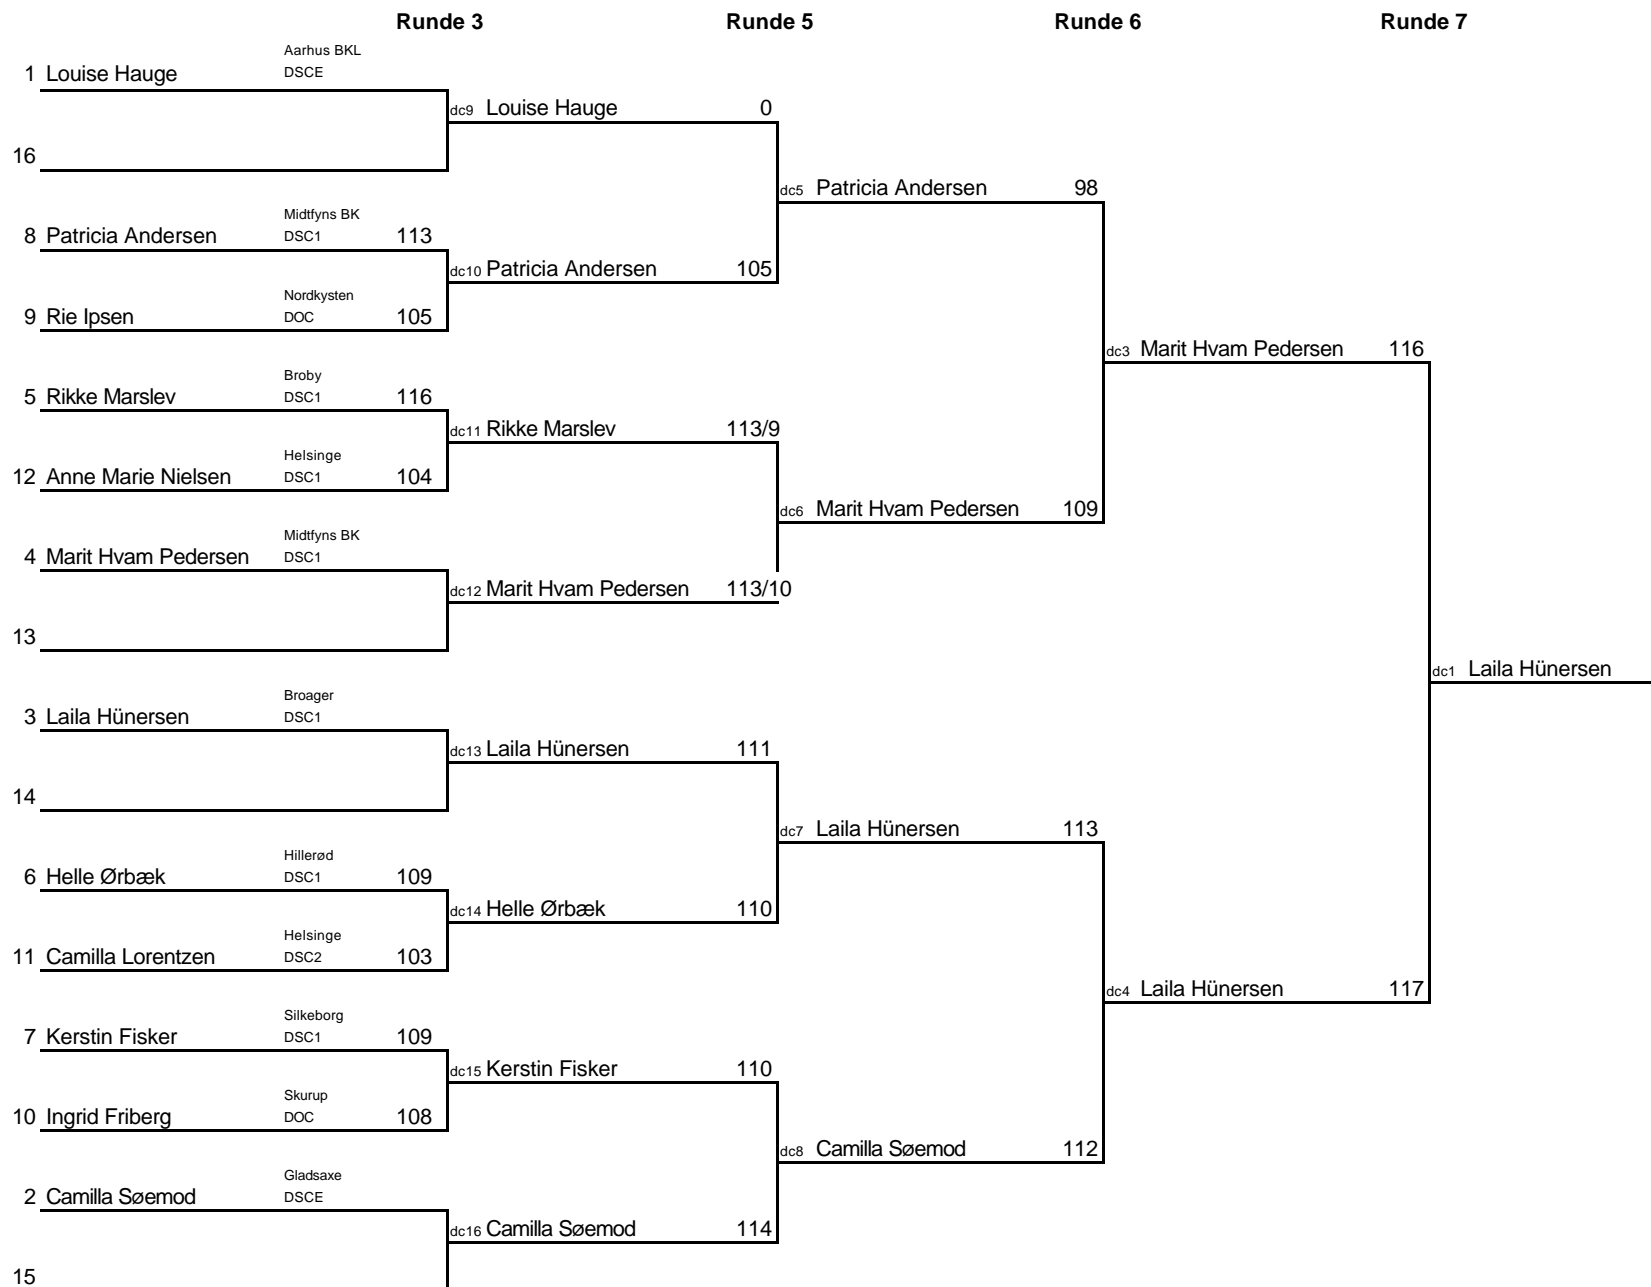 Runde 3 Runde 5 Runde 6 Runde 7
Aarhus BKL
1 Louise Hauge DSCE
dc9 Louise Hauge 0
16
dc5 Patricia Andersen 98
Midtfyns BK
8 Patricia Andersen DSC1 113
dc10 Patricia Andersen 105
Nordkysten
9 Rie Ipsen DOC 105
dc3 Marit Hvam Pedersen 116
Broby
5 Rikke Marslev DSC1 116
dc11 Rikke Marslev 113/9
Helsinge
12 Anne Marie Nielsen DSC1 104
dc6 Marit Hvam Pedersen 109
Midtfyns BK
4 Marit Hvam Pedersen DSC1
dc12 Marit Hvam Pedersen 113/10
13
dc1 Laila Hünersen
Broager
3 Laila Hünersen DSC1
dc13 Laila Hünersen 111
14
dc7 Laila Hünersen 113
Hillerød
6 Helle Ørbæk DSC1 109
dc14 Helle Ørbæk 110
Helsinge
11 Camilla Lorentzen DSC2 103
dc4 Laila Hünersen 117
Silkeborg
7 Kerstin Fisker DSC1 109
dc15 Kerstin Fisker 110
Skurup
10 Ingrid Friberg DOC 108
dc8 Camilla Søemod 112
Gladsaxe
2 Camilla Søemod DSCE
dc16 Camilla Søemod 114
15